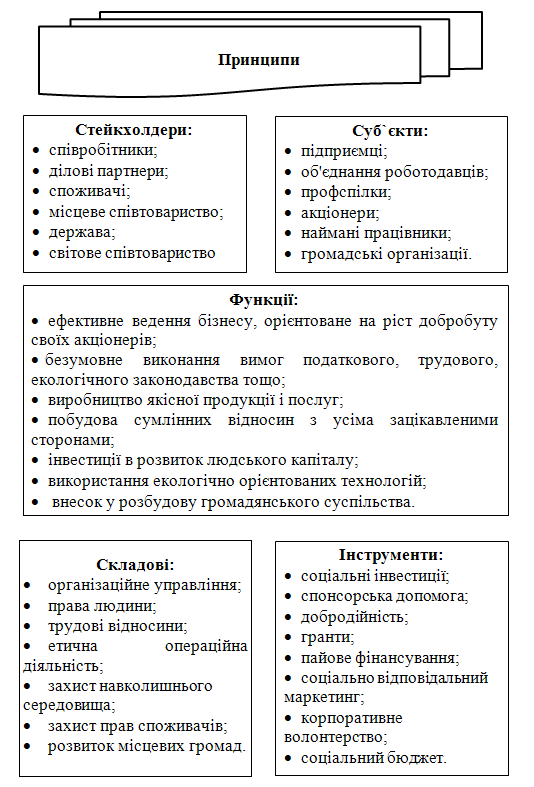 Принципи
Стейкхолдери:
• співробітники;
• ділові партнери;
• споживачі;
• місцеве співтовариство;
• держава;
• світове співтовариство
Суб`єкти:
• підприємці;
• об'єднання роботодавців;
• профспілки;
• акціонери;
• наймані працівники;
• громадські організації.
Функції:
• ефективне ведення бізнесу, орієнтоване на ріст добробуту
своїх акціонерів;
• безумовне виконання вимог податкового, трудового,
екологічного законодавства тощо;
• виробництво якісної продукції і послуг;
• побудова сумлінних відносин з усіма зацікавленими
сторонами;
• інвестиції в розвиток людського капіталу;
• використання екологічно орієнтованих технологій;
• внесок у розбудову громадянського суспільства.
Складові:
• організаційне управління;
• права людини;
• трудові відносини;
• етична операційна
діяльність;
• захист навколишнього
середовища;
• захист прав споживачів;
• розвиток місцевих громад.
Інструменти:
• соціальні інвестиції;
• спонсорська допомога;
• добродійність;
• гранти;
• пайове фінансування;
• соціально відповідальний
маркетинг;
• корпоративне
волонтерство;
• соціальний бюджет.